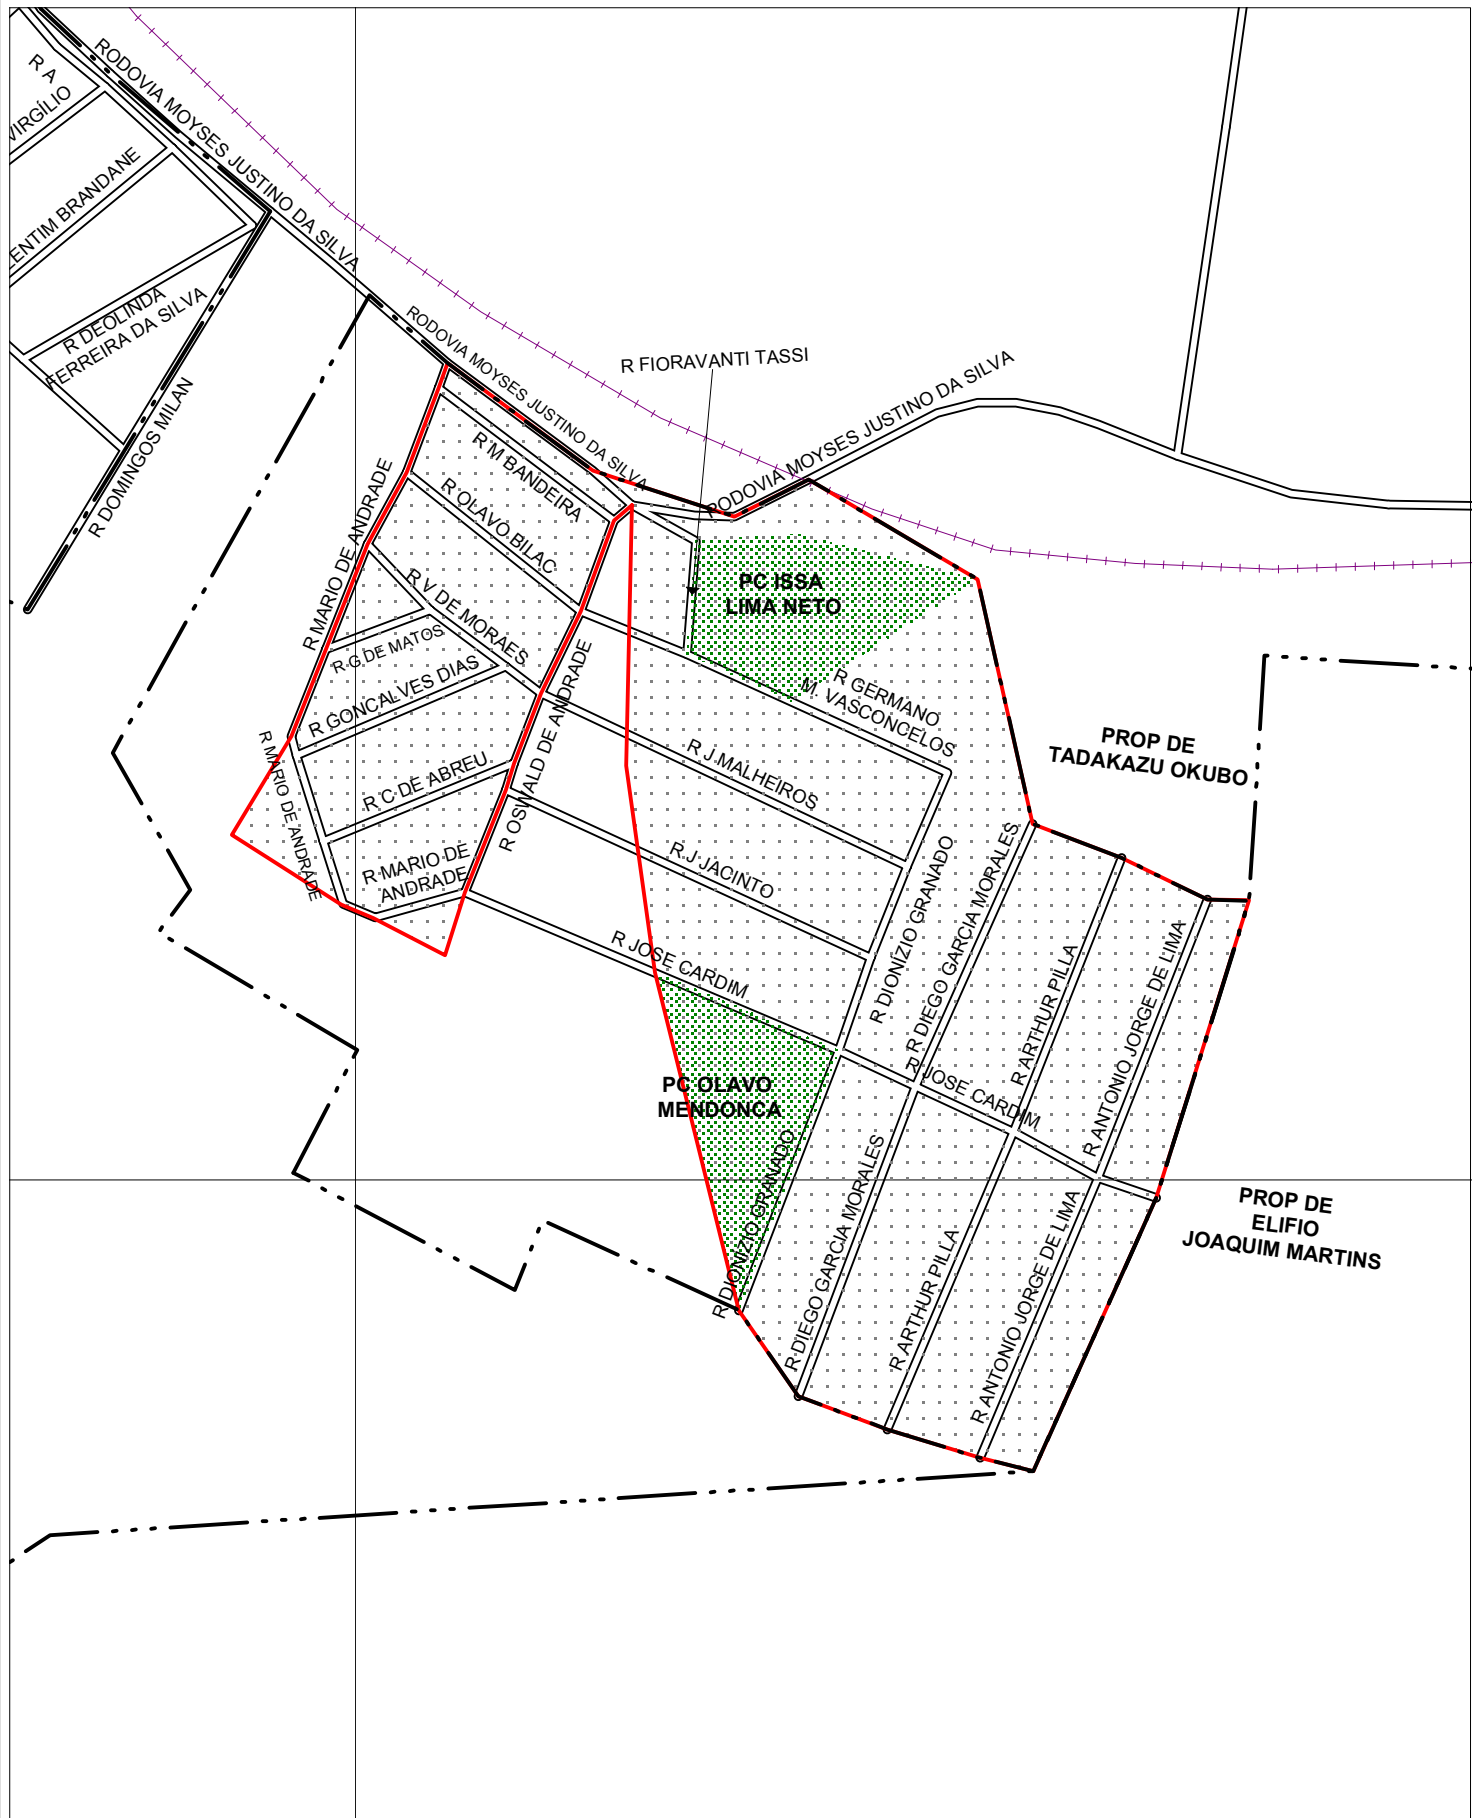 R A
VIRGÍLIO
RODOVIA MOYSES JUSTINO DA SILVA
ENTIM BRANDANE
R DEOLINDA
FERREIRA DA SILVA
R DOMINGOS MILAN
RODOVIA MOYSES JUSTINO DA SILVA
R FIORAVANTI TASSI
RODOVIA MOYSES JUSTINO DA SILVA
R M BANDEIRA
R OLAVO BILAC
R MARIO DE ANDRADE
R V DE MORAES
R G DE MATOS
R GONCALVES DIAS
R MARIO DE ANDRADE
R C DE ABREU
R MARIO DE
ANDRADE
R OSWALD DE ANDRADE
PC ISSA
LIMA NETO
R GERMANO
M. VASCONCELOS
R J MALHEIROS
R J JACINTO
R JOSE CARDIM
PROP DE
TADAKAZU OKUBO
R DIONIZIO GRANADO
R DIEGO GARCIA MORALES
R ARTHUR PILLA
R ANTONIO JORGE DE LIMA
R JOSE CARDIM
PC OLAVO
MENDONCA
R DIONIZIO GRANADO
R DIEGO GARCIA MORALES
R ARTHUR PILLA
R ANTONIO JORGE DE LIMA
PROP DE
ELIFIO
JOAQUIM MARTINS